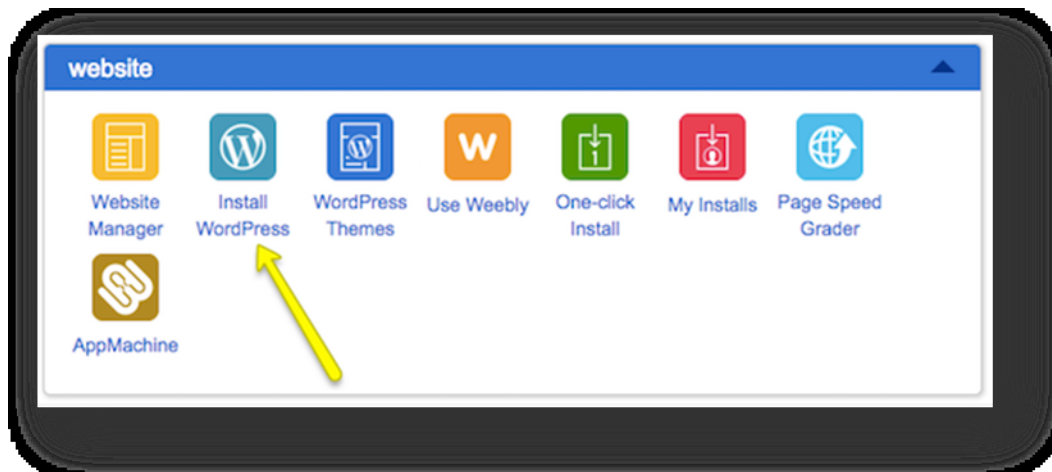 website
Website Manager
Install WordPress
WordPress Themes
Use Weebly
One-click Install
My Installs
Page Speed Grader
AppMachine